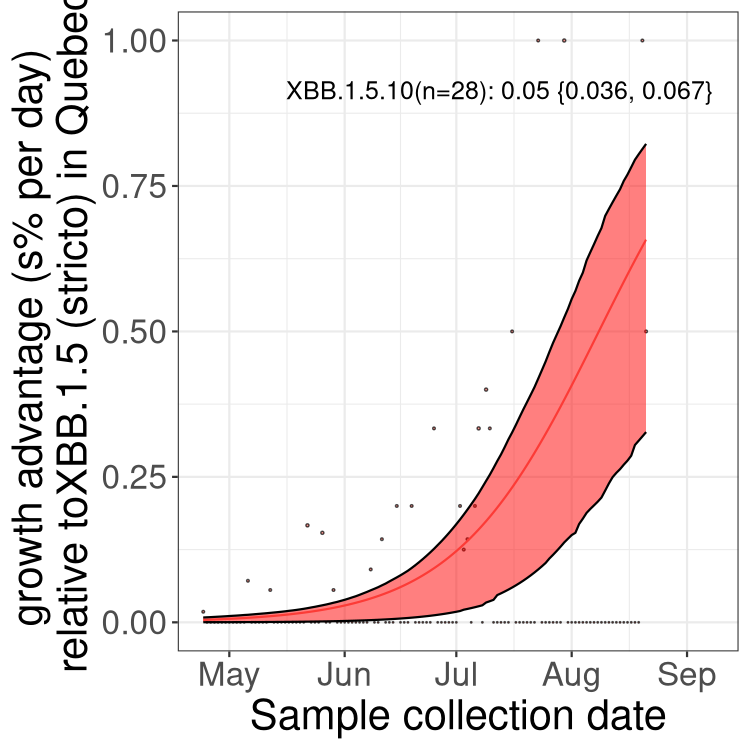 growth advantage (s% per day)
relative toXBB.1.5 (stricto) in Quebec
1.00
XBB.1.5.10(n=28): 0.05 {0.036, 0.067}
0.75
0.50
0.25
0.00
May Jun Jul Aug Sep
Sample collection date